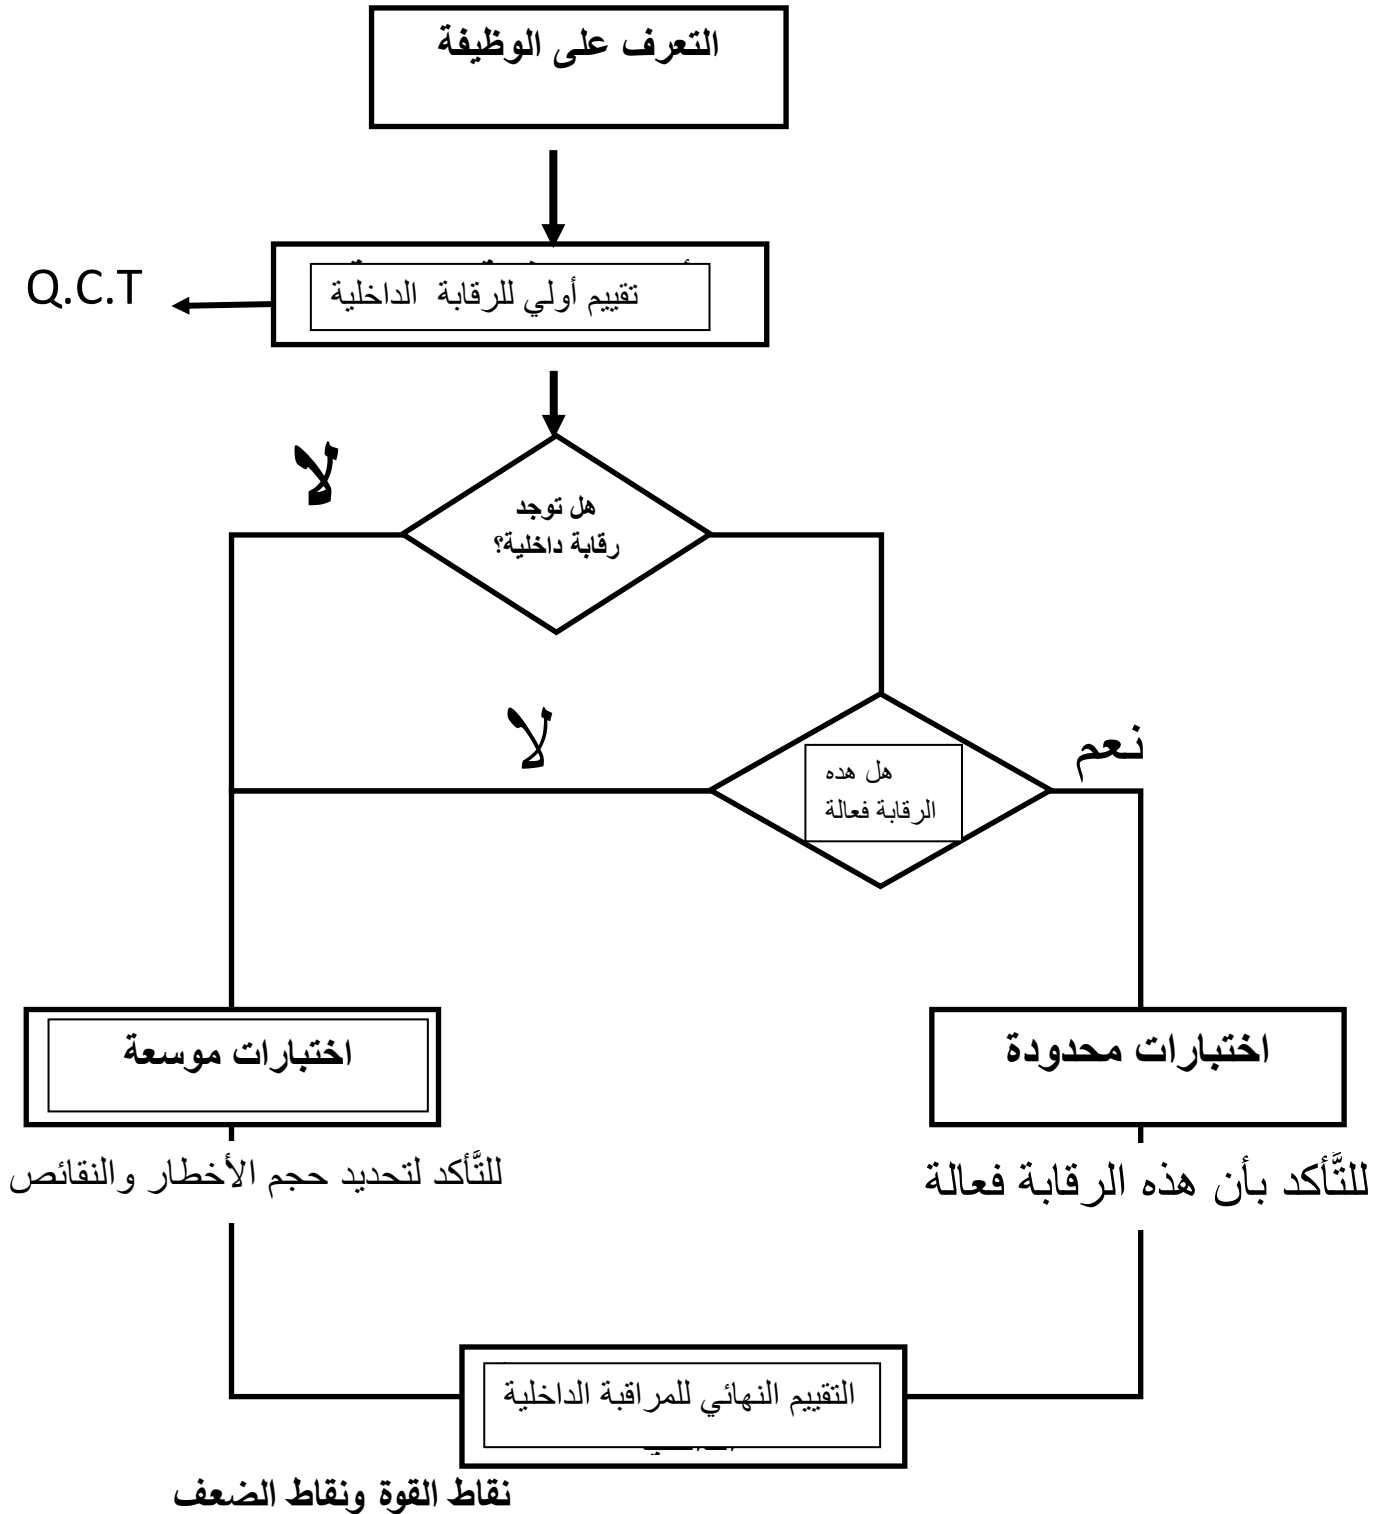 التعرف على الوظيفة
Q.C.T
تقييم أولي للرقابة الداخلية
لا
هل توجد
رقابة داخلية؟
لا
نعم
هل هده
الرقابة فعالة
اختبارات موسعة
اختبارات محدودة
للتَّأكد لتحديد حجم الأخطار والنقائص
للتَّأكد بأن هذه الرقابة فعالة
التقييم النهائي للمراقبة الداخلية
نقاط القوة ونقاط الضعف